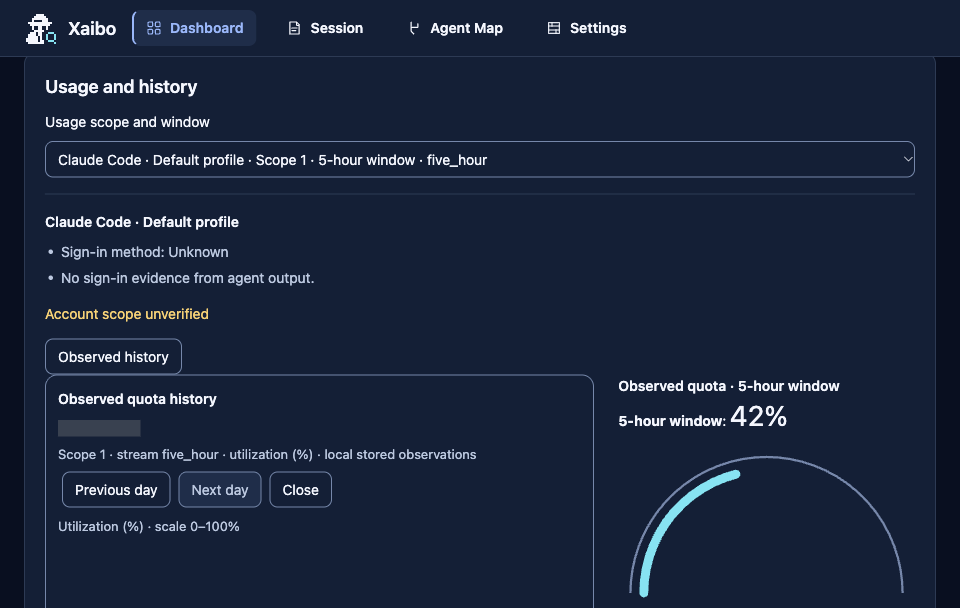 Xaibo
Dashboard
Session
Agent Map
Settings
Usage and history
Usage scope and window
Claude Code · Default profile · Scope 1 · 5-hour window · five_hour
Claude Code · Default profile
• Sign-in method: Unknown
• No sign-in evidence from agent output.
Account scope unverified
Observed history
Observed quota history
Scope 1 · stream five_hour · utilization (%) · local stored observations
Previous day
Next day
Close
Utilization (%) · scale 0–100%
Observed quota · 5-hour window
5-hour window: 42%